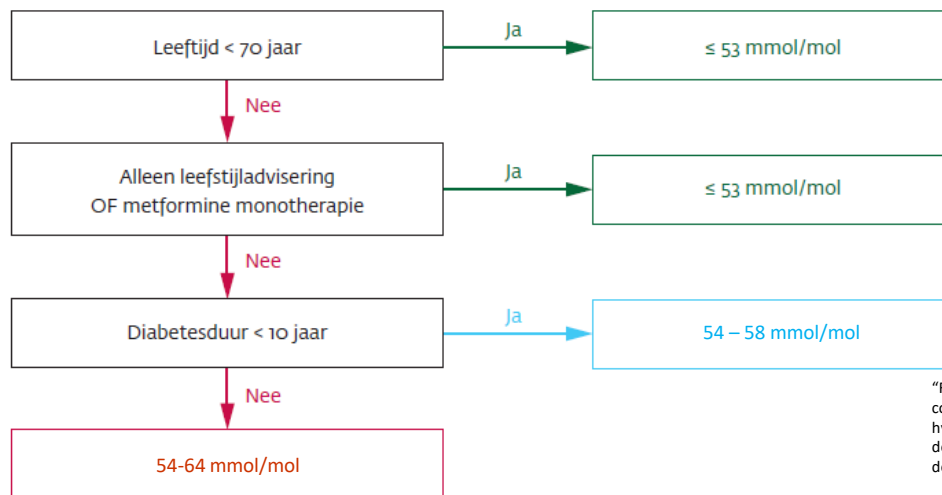 Leeftijd < 70 jaar
Ja
≤ 53 mmol/mol
Nee
Alleen leefstijladvisering
OF metformine monotherapie
Ja
≤ 53 mmol/mol
Nee
Diabetesduur < 10 jaar
Ja
54 – 58 mmol/mol
Nee
54-64 mmol/mol